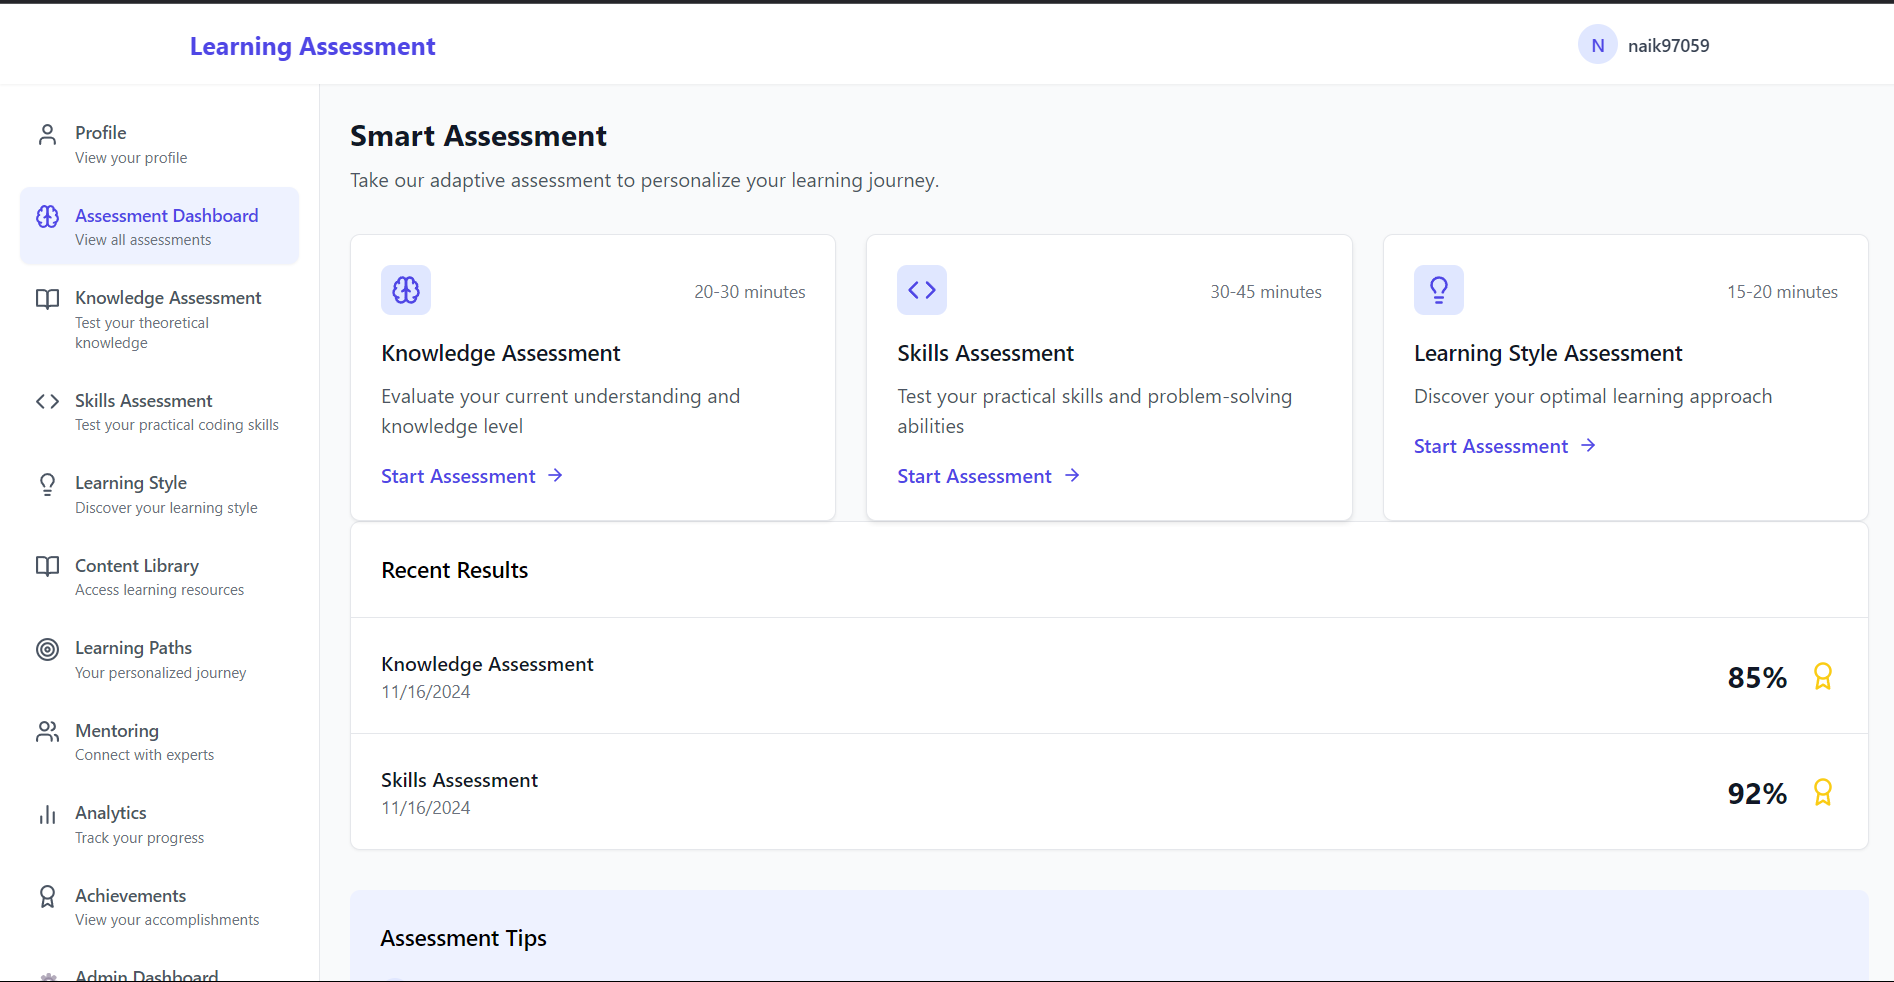 Learning Assessment
N
naik97059
Profile
View your profile
Assessment Dashboard
View all assessments
Knowledge Assessment
Test your theoretical
knowledge
Skills Assessment
Test your practical coding skills
Learning Style
Discover your learning style
Content Library
Access learning resources
Learning Paths
Your personalized journey
Mentoring
Connect with experts
Analytics
Track your progress
Achievements
View your accomplishments
Admin Dashboard
Smart Assessment
Take our adaptive assessment to personalize your learning journey.
20-30 minutes
Knowledge Assessment
Evaluate your current understanding and
knowledge level
Start Assessment
30-45 minutes
Skills Assessment
Test your practical skills and problem-solving
abilities
Start Assessment
15-20 minutes
Learning Style Assessment
Discover your optimal learning approach
Start Assessment
Recent Results
Knowledge Assessment
11/16/2024
85%
Skills Assessment
11/16/2024
92%
Assessment Tips